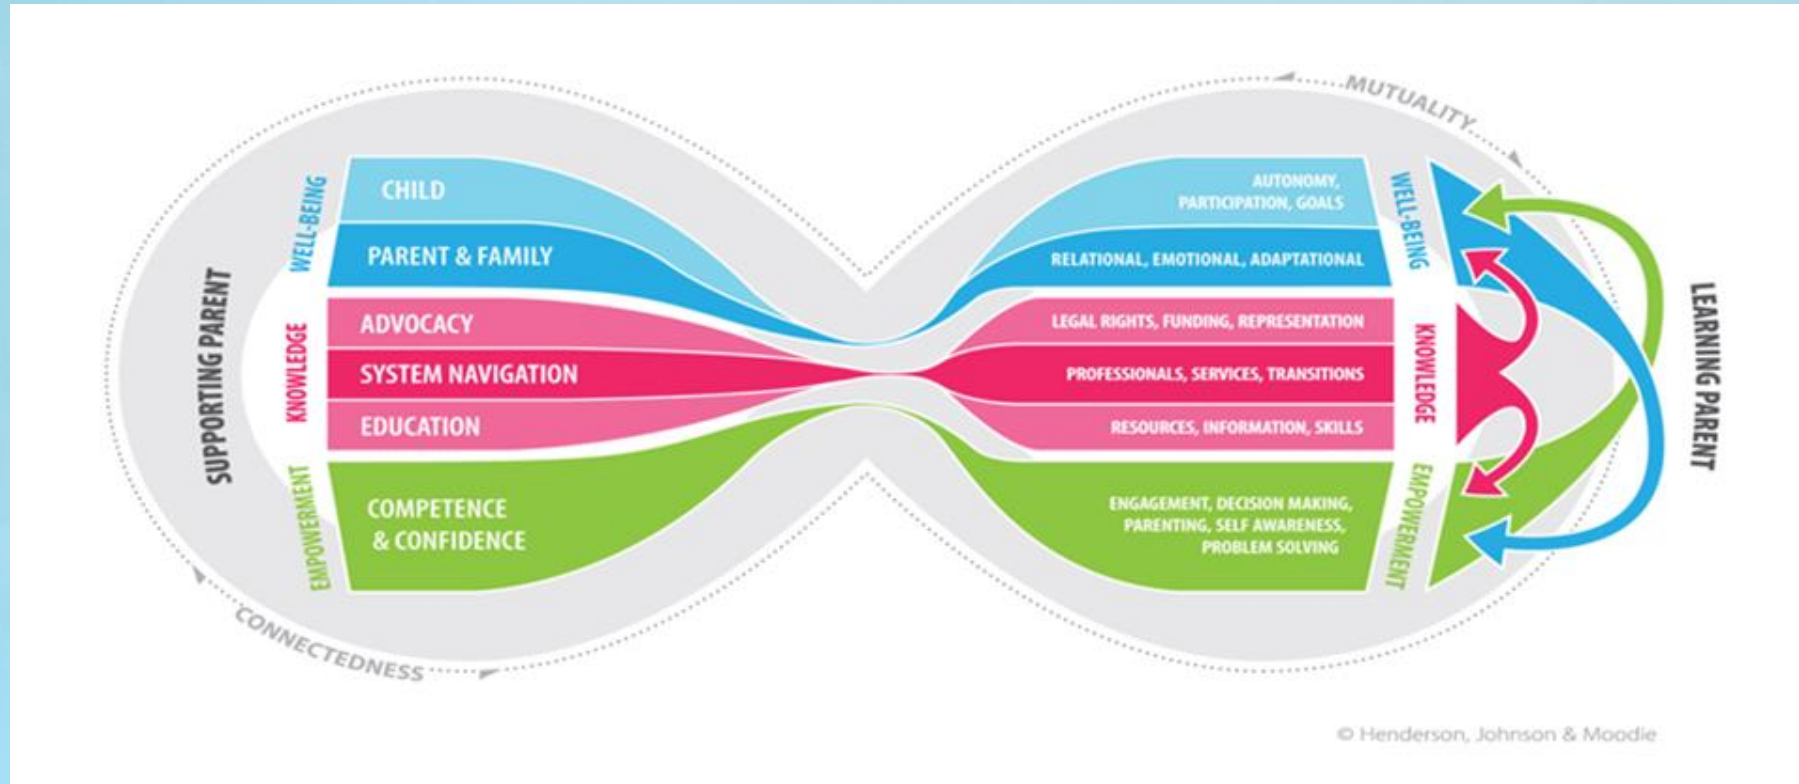 SUPPORTING PARENT
WELL-BEING
KNOWLEDGE
EMPOWERMENT
CHILD
PARENT & FAMILY
ADVOCACY
SYSTEM NAVIGATION
EDUCATION
COMPETENCE
& CONFIDENCE
CONNECTEDNESS
MUTUALITY
AUTONOMY,
PARTICIPATION, GOALS
RELATIONAL, EMOTIONAL, ADAPTATIONAL
LEGAL RIGHTS, FUNDING, REPRESENTATION
PROFESSIONALS, SERVICES, TRANSITIONS
RESOURCES, INFORMATION, SKILLS
ENGAGEMENT, DECISION MAKING,
PARENTING, SELF AWARENESS,
PROBLEM SOLVING
WELL-BEING
KNOWLEDGE
EMPOWERMENT
LEARNING PARENT
© Henderson, Johnson & Moodie